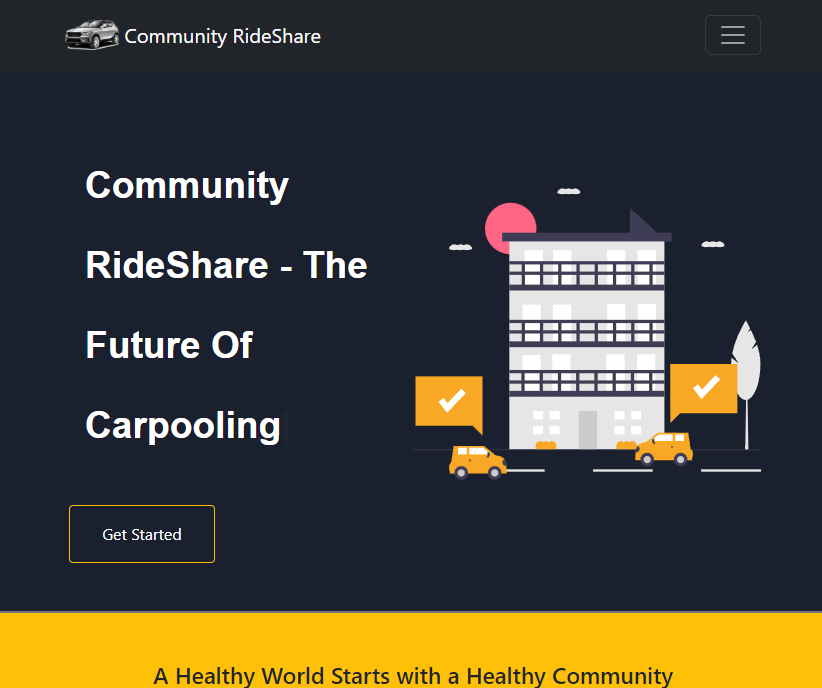 Community RideShare
Community
RideShare - The
Future Of
Carpooling
Get Started
A Healthy World Starts with a Healthy Community